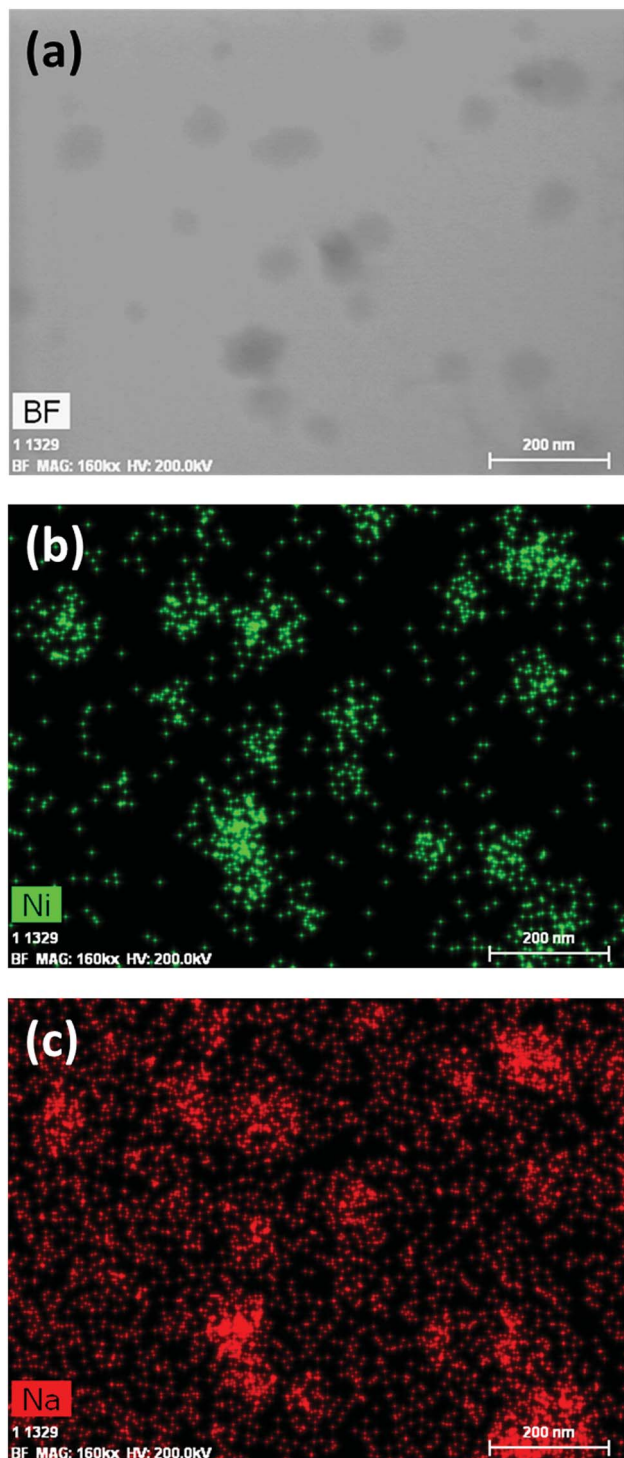 (a)
BF
1 1329
BF MAG: 160kx HV: 200.0kV
200 nm
(b)
Ni
1 1329
BF MAG: 160kx HV: 200.0kV
200 nm
(c)
Na
1 1329
BF MAG: 160kx HV: 200.0kV
200 nm